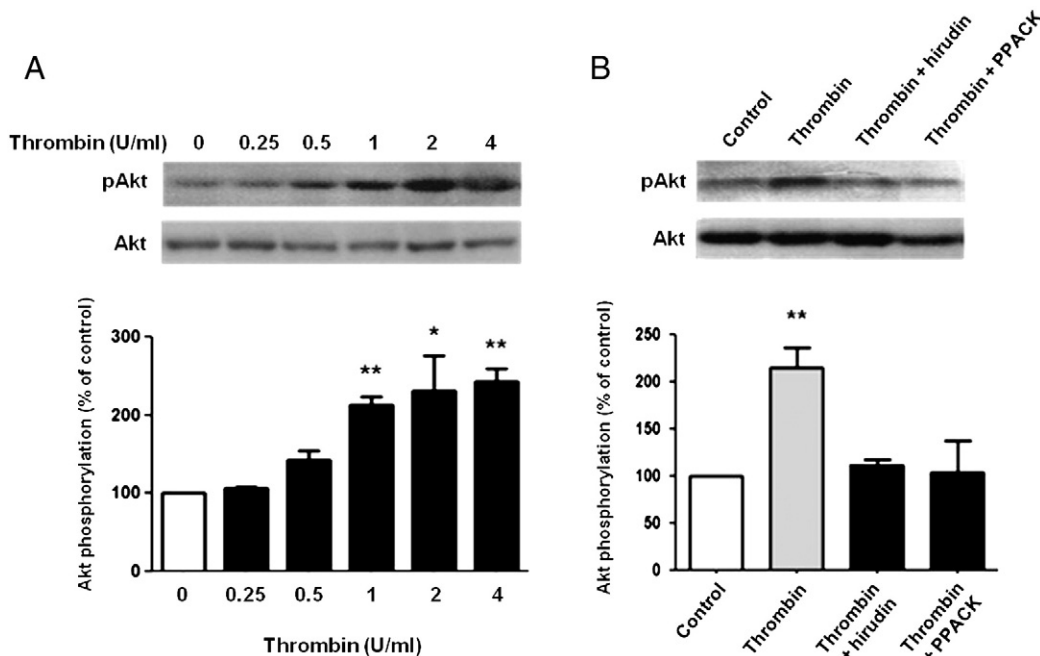 A
Thrombin (U/ml) 0 0.25 0.5 1 2 4
pAkt
Akt
Akt phosphorylation (% of control)
300
200
100
0
** * **
0 0.25 0.5 1 2 4
Thrombin (U/ml)
B
Control Thrombin Thrombin + hirudin Thrombin + PPACK
pAkt
Akt
Akt phosphorylation (% of control)
250
200
150
100
50
0
**
Control
Thrombin
Thrombin
+ hirudin
Thrombin
+ PPACK